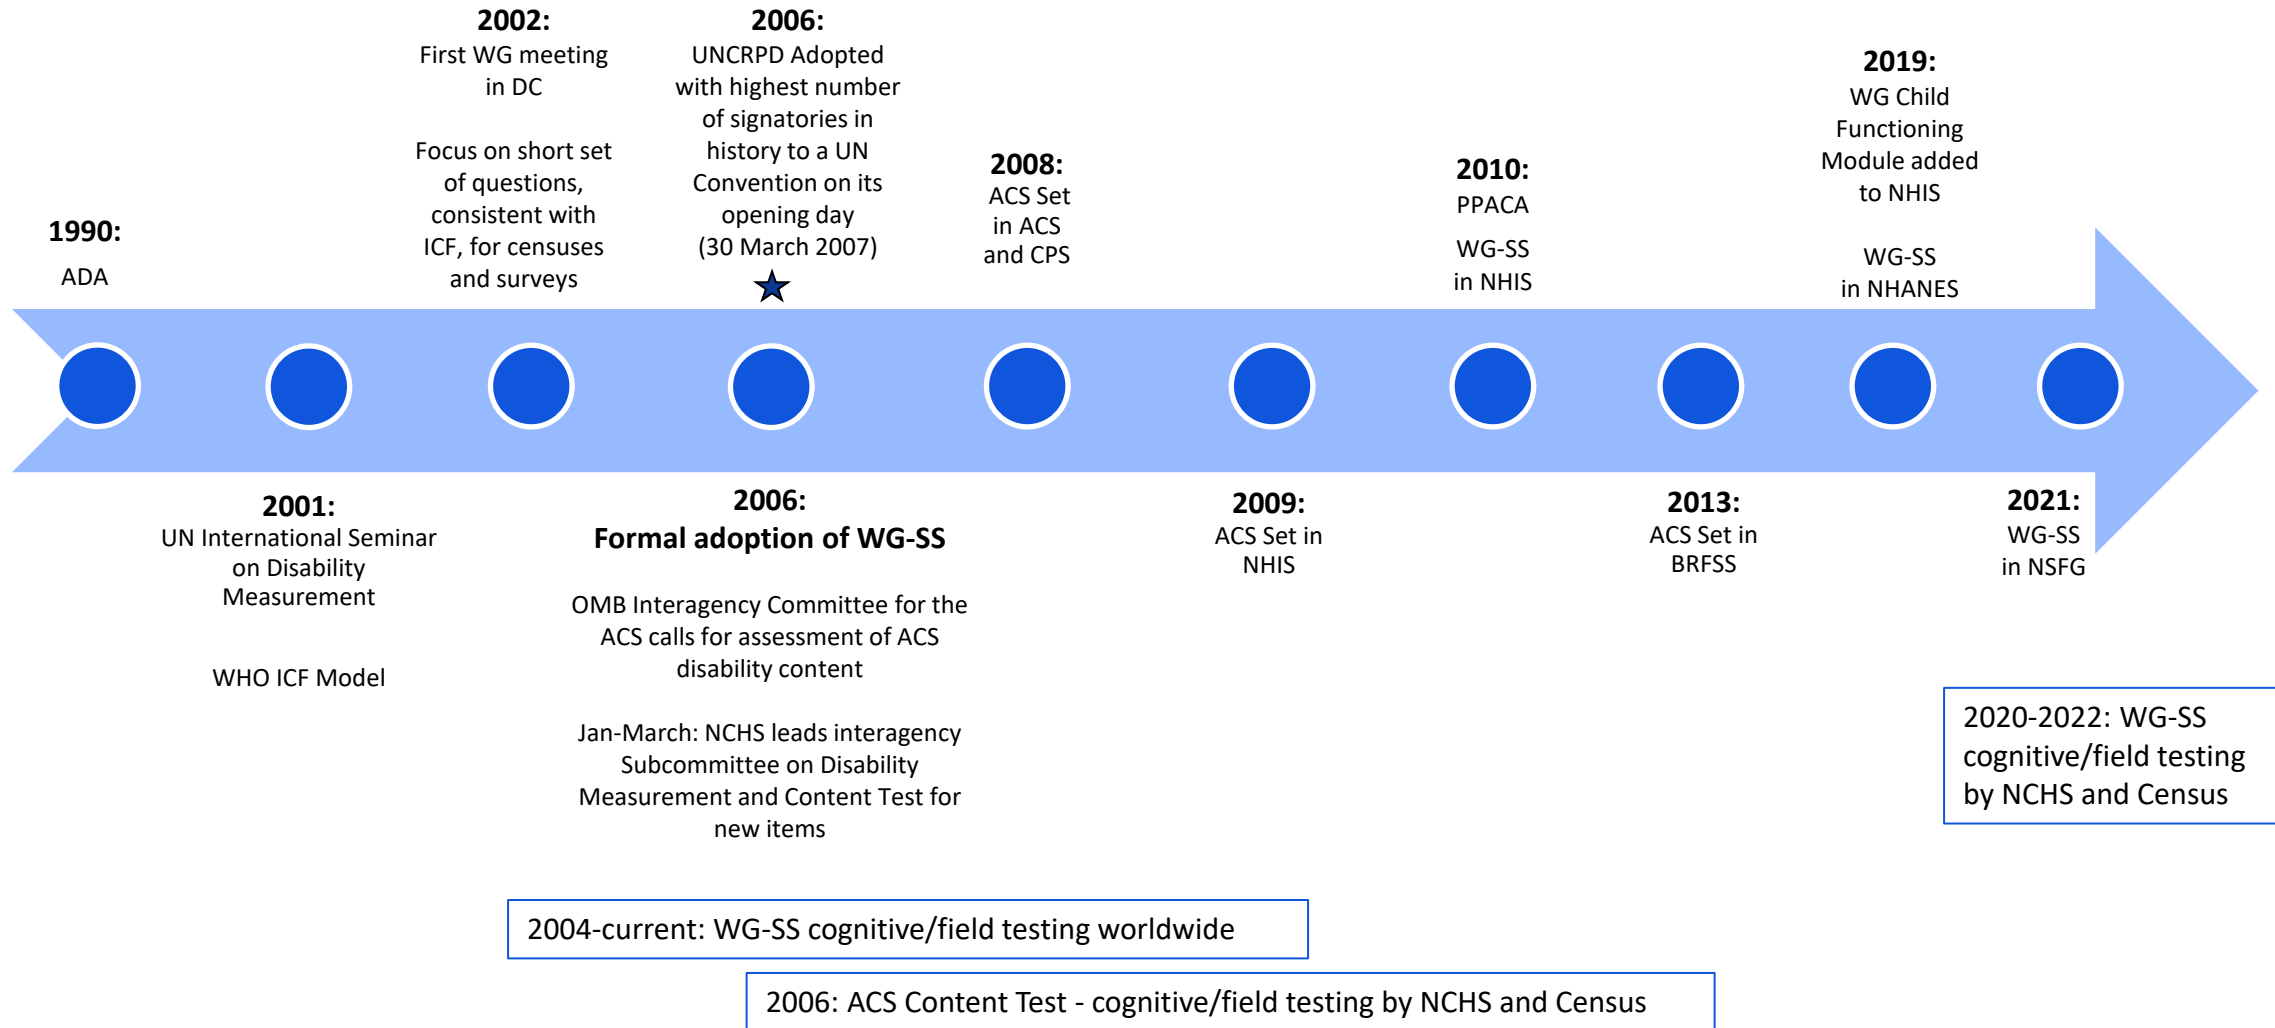 1990:
ADA
2001:
UN International Seminar
on Disability
Measurement
WHO ICF Model
2002:
First WG meeting
in DC
Focus on short set
of questions,
consistent with
ICF, for censuses
and surveys
2006:
UNCRPD Adopted
with highest number
of signatories in
history to a UN
Convention on its
opening day
(30 March 2007)
2006:
Formal adoption of WG-SS
OMB Interagency Committee for the
ACS calls for assessment of ACS
disability content
Jan-March: NCHS leads interagency
Subcommittee on Disability
Measurement and Content Test for
new items
2008:
ACS Set
in ACS
and CPS
2009:
ACS Set in
NHIS
2010:
PPACA
WG-SS
in NHIS
2013:
ACS Set in
BRFSS
2019:
WG Child
Functioning
Module added
to NHIS
WG-SS
in NHANES
2021:
WG-SS
in NSFG
2020-2022: WG-SS
cognitive/field testing
by NCHS and Census
2004-current: WG-SS cognitive/field testing worldwide
2006: ACS Content Test - cognitive/field testing by NCHS and Census